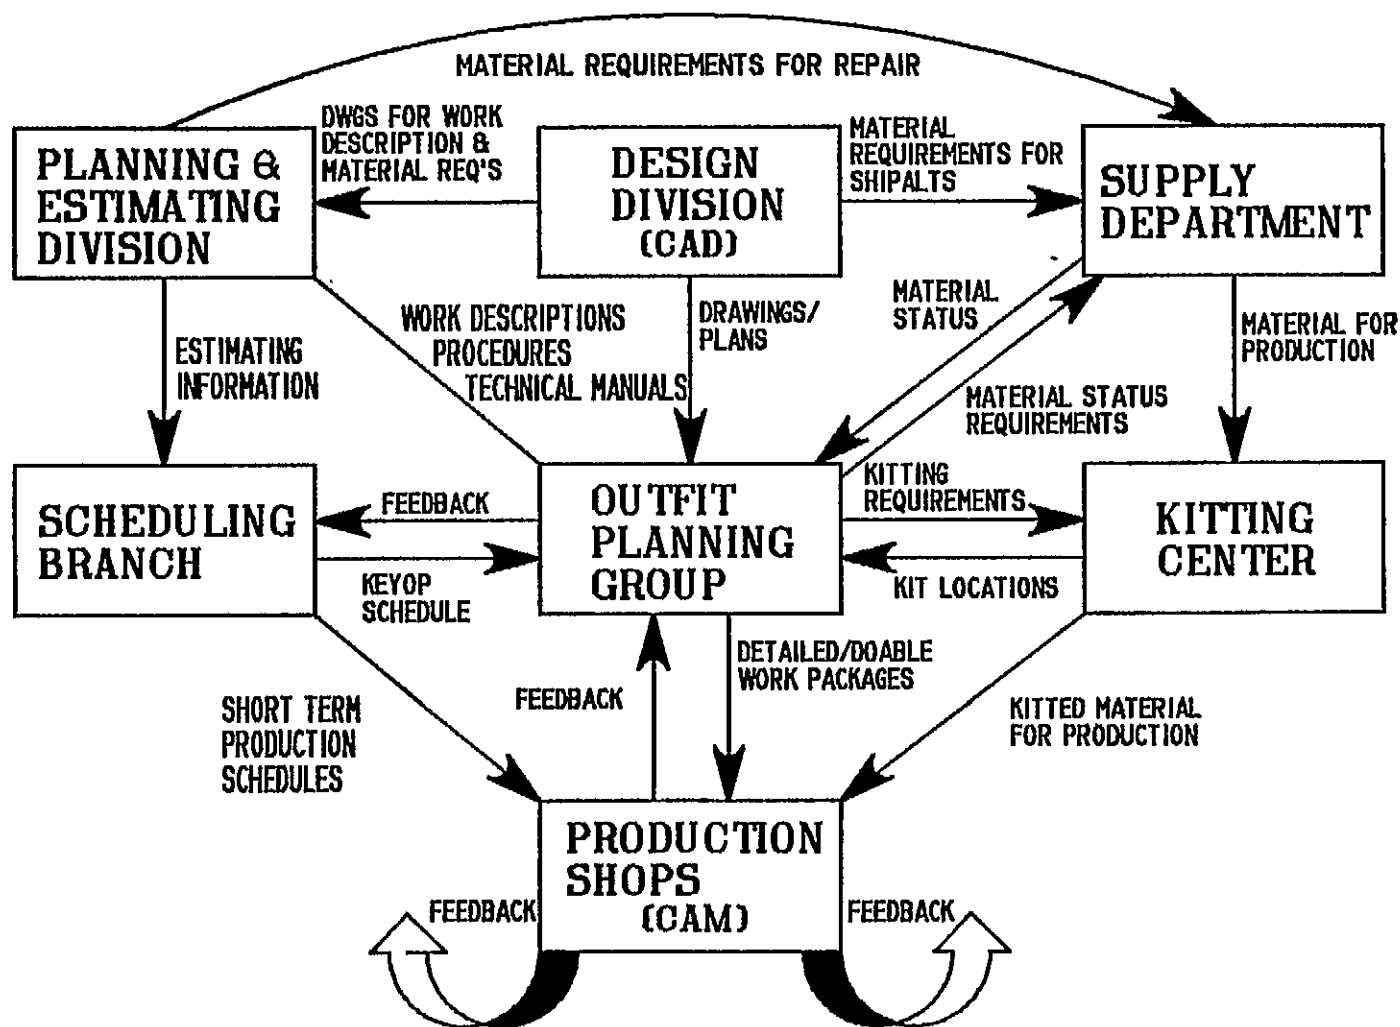 MATERIAL REQUIREMENTS FOR REPAIR
PLANNING &
ESTIMATING
DIVISION
DWGS FOR WORK
DESCRIPTION &
MATERIAL REQ'S
DESIGN
DIVISION
(CAD)
MATERIAL
REQUIREMENTS FOR
SHIPALTS
SUPPLY
DEPARTMENT
ESTIMATING
INFORMATION
WORK DESCRIPTIONS
PROCEDURES
TECHNICAL MANUALS
DRAWINGS/
PLANS
MATERIAL
STATUS
MATERIAL STATUS
REQUIREMENTS
MATERIAL FOR
PRODUCTION
SCHEDULING
BRANCH
FEEDBACK
KEYOP
SCHEDULE
OUTFIT
PLANNING
GROUP
KITTING
REQUIREMENTS
KIT LOCATIONS
KITTING
CENTER
SHORT TERM
PRODUCTION
SCHEDULES
FEEDBACK
DETAILED/DOABLE
WORK PACKAGES
KITTED MATERIAL
FOR PRODUCTION
PRODUCTION
SHOPS
(CAM)
FEEDBACK
FEEDBACK